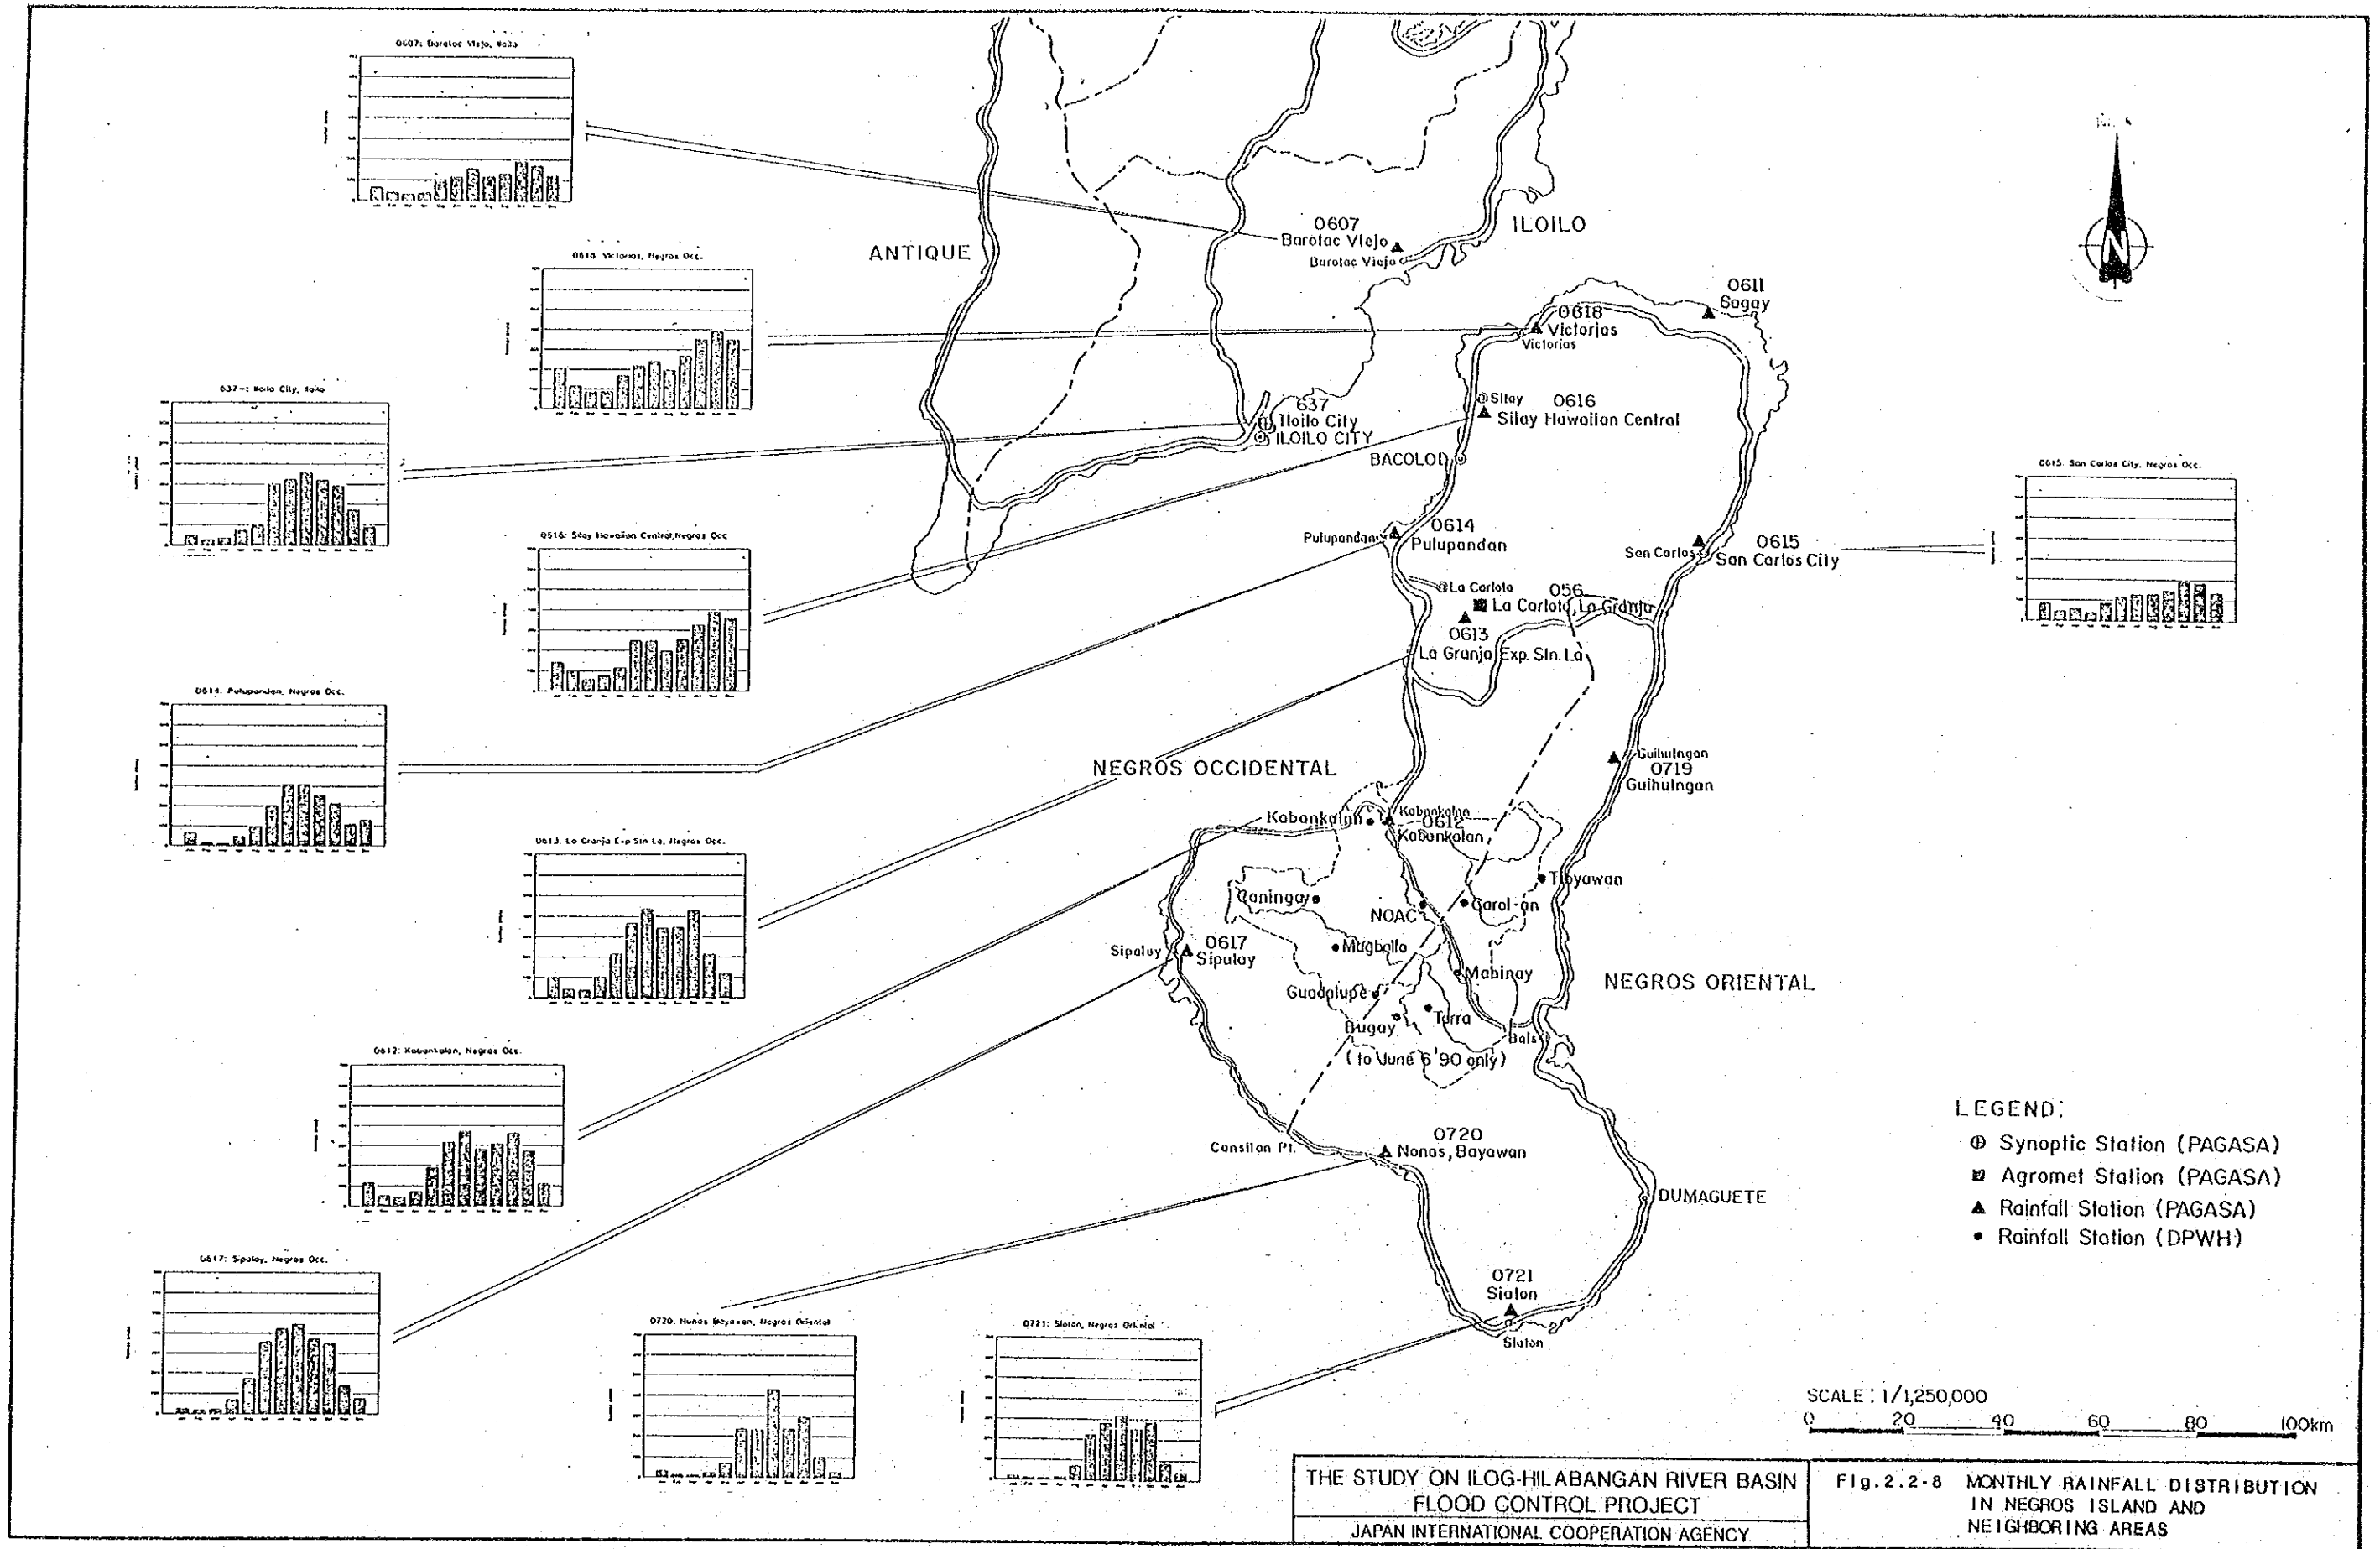 0607: Barotac Viejo, Iloilo
0618 Victorias, Negros Occ.
637-: Iloilo City, Iloilo
0616: Silay Hawaiian Central, Negros Occ
0614: Pulupandan, Negros Occ.
0613: La Granja Exp Sin La, Negros Occ.
0612: Kabankalan, Negros Occ.
0617: Sipalay, Negros Occ.
0720: Nonas Bayawan, Negros Oriental
0721: Siaton, Negros Oriental
0615: San Carlos City, Negros Occ.
ANTIQUE
ILOILO
0607
Barotac Viejo
Barotac Viejo
0611
Sagay
0618
Victorias
Victorias
637
Iloilo City
ILOILO CITY
Silay
0616
Silay Hawaiian Central
BACOLOD
0614
Pulupandan
Pulupandan
San Carlos
0615
San Carlos City
La Carlota
056
La Carlota, La Granja
0613
La Granja Exp. Sin. La
NEGROS OCCIDENTAL
Guihulngan
0719
Guihulngan
Kabankalan
Kabankalan
0612
Kabankalan
Tayawan
Caningay
NOAC
Carol-an
Magballo
Sipalay
0617
Sipalay
Mabinay
NEGROS ORIENTAL
Guadalupe
Bugay
Tarra
Bais
(to June 6 '90 only)
Cansilan Pt.
0720
Nonas, Bayawan
DUMAGUETE
0721
Siaton
Siaton
N
LEGEND:
Synoptic Station (PAGASA)
Agromet Station (PAGASA)
Rainfall Station (PAGASA)
Rainfall Station (DPWH)
SCALE: 1/1,250,000
0 20 40 60 80 100km
THE STUDY ON ILOG-HILABANGAN RIVER BASIN
FLOOD CONTROL PROJECT
JAPAN INTERNATIONAL COOPERATION AGENCY
Fig.2.2-8 MONTHLY RAINFALL DISTRIBUTION
IN NEGROS ISLAND AND
NEIGHBORING AREAS